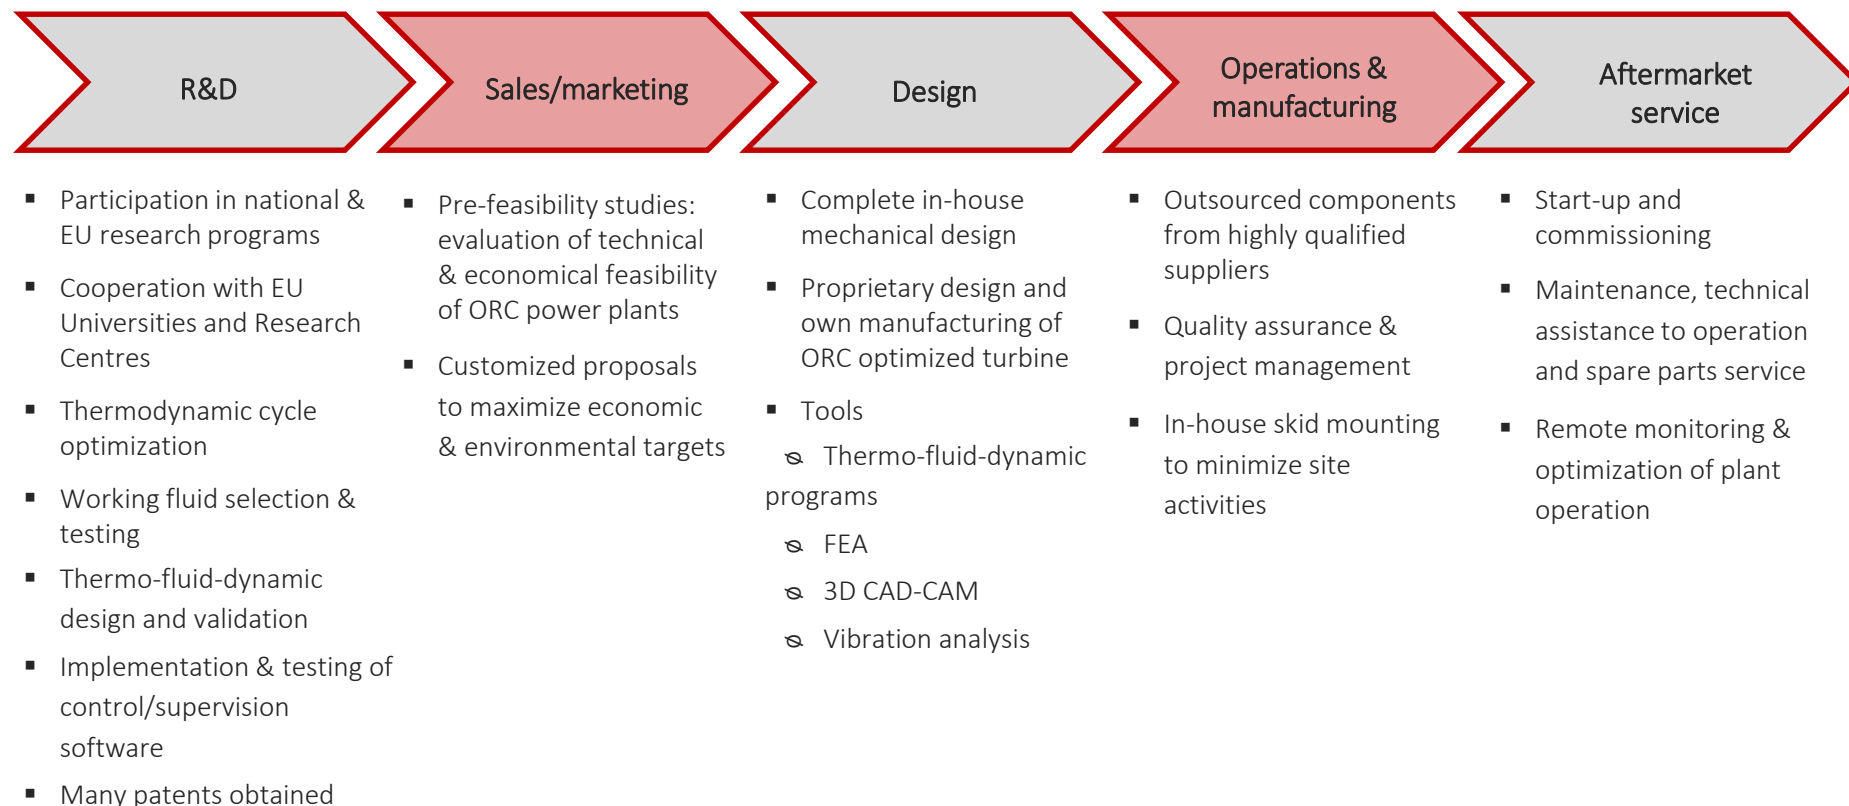 R&D
Sales/marketing
Design
Operations &
manufacturing
Aftermarket
service
▪ Participation in national &
EU research programs
▪ Cooperation with EU
Universities and Research
Centres
▪ Thermodynamic cycle
optimization
▪ Working fluid selection &
testing
▪ Thermo-fluid-dynamic
design and validation
▪ Implementation & testing of
control/supervision
software
▪ Many patents obtained
▪ Pre-feasibility studies:
evaluation of technical
& economical feasibility
of ORC power plants
▪ Customized proposals
to maximize economic
& environmental targets
▪ Complete in-house
mechanical design
▪ Proprietary design and
own manufacturing of
ORC optimized turbine
▪ Tools
Thermo-fluid-dynamic
programs
FEA
3D CAD-CAM
Vibration analysis
▪ Outsourced components
from highly qualified
suppliers
▪ Quality assurance &
project management
▪ In-house skid mounting
to minimize site
activities
▪ Start-up and
commissioning
▪ Maintenance, technical
assistance to operation
and spare parts service
▪ Remote monitoring &
optimization of plant
operation